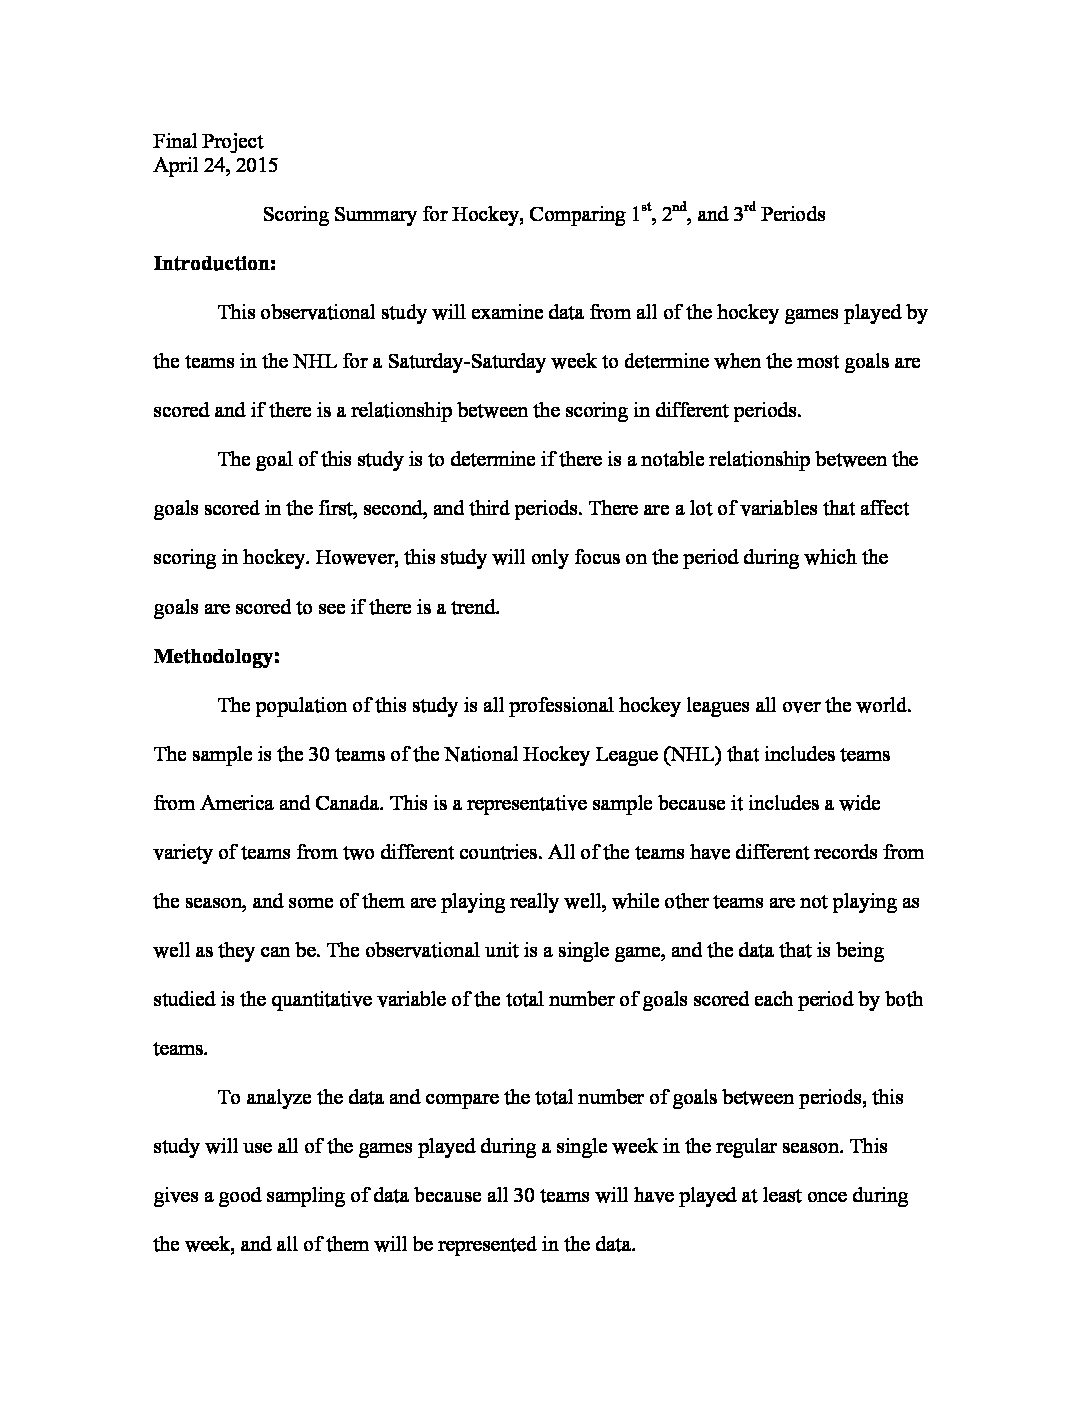 Final Project
April 24, 2015
Scoring Summary for Hockey, Comparing 1st, 2nd, and 3rd Periods
Introduction:
This observational study will examine data from all of the hockey games played by
the teams in the NHL for a Saturday-Saturday week to determine when the most goals are
scored and if there is a relationship between the scoring in different periods.
The goal of this study is to determine if there is a notable relationship between the
goals scored in the first, second, and third periods. There are a lot of variables that affect
scoring in hockey. However, this study will only focus on the period during which the
goals are scored to see if there is a trend.
Methodology:
The population of this study is all professional hockey leagues all over the world.
The sample is the 30 teams of the National Hockey League (NHL) that includes teams
from America and Canada. This is a representative sample because it includes a wide
variety of teams from two different countries. All of the teams have different records from
the season, and some of them are playing really well, while other teams are not playing as
well as they can be. The observational unit is a single game, and the data that is being
studied is the quantitative variable of the total number of goals scored each period by both
teams.
To analyze the data and compare the total number of goals between periods, this
study will use all of the games played during a single week in the regular season. This
gives a good sampling of data because all 30 teams will have played at least once during
the week, and all of them will be represented in the data.